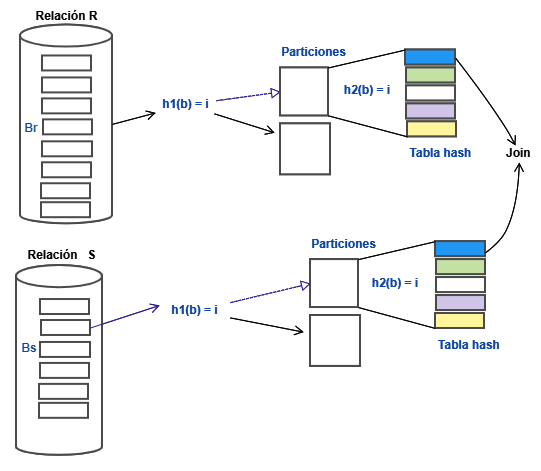 Relación R
Br
h1(b) = i
Particiones
h2(b) = i
Tabla hash
Join
Relación S
Bs
h1(b) = i
Particiones
h2(b) = i
Tabla hash